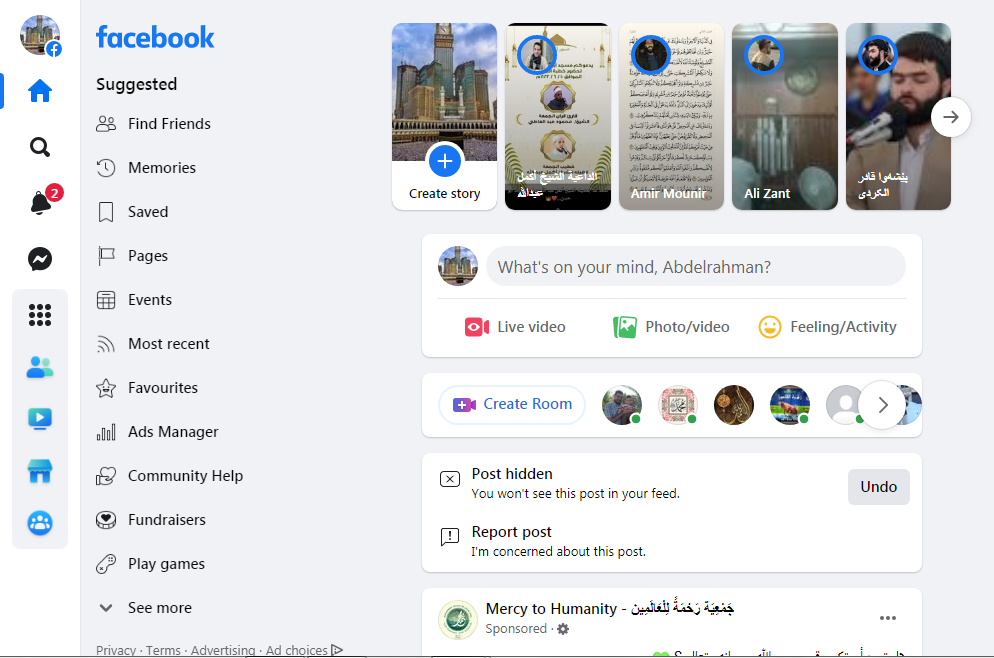 facebook
Suggested
Find Friends
Memories
Saved
Pages
Events
Most recent
Favourites
Ads Manager
Community Help
Fundraisers
Play games
See more
Privacy · Terms · Advertising · Ad choices
2
Create story
الداعية الشيخ
عبدالله
Amir Mounir
Ali Zant
قادر
الكردى
What's on your mind, Abdelrahman?
Live video
Photo/video
Feeling/Activity
Create Room
Post hidden
You won't see this post in your feed.
Undo
Report post
I'm concerned about this post.
Mercy to Humanity - جَمْعِيَّة رَحْمَةً لِلْعَالَمِين
Sponsored ·